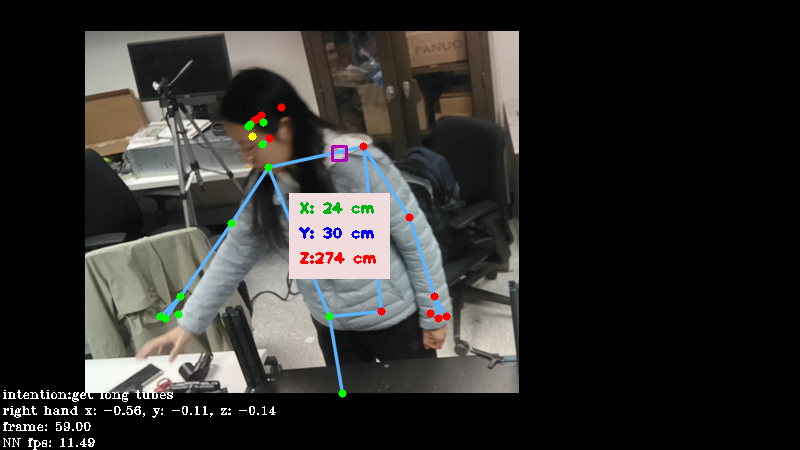 FANUC
X: 24 cm
Y: 30 cm
Z:274 cm
intention:get long tubes
right hand x: -0.56, y: -0.11, z: -0.14
frame: 59.00
NN fps: 11.49